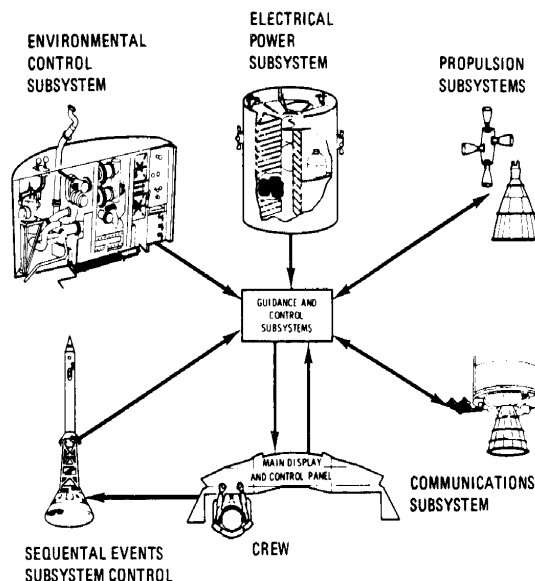 ENVIRONMENTAL
CONTROL
SUBSYSTEM
ELECTRICAL
POWER
SUBSYSTEM
PROPULSION
SUBSYSTEMS
GUIDANCE AND
CONTROL
SUBSYSTEMS
MAIN DISPLAY
AND CONTROL PANEL
COMMUNICATIONS
SUBSYSTEM
CREW
SEQUENTAL EVENTS
SUBSYSTEM CONTROL